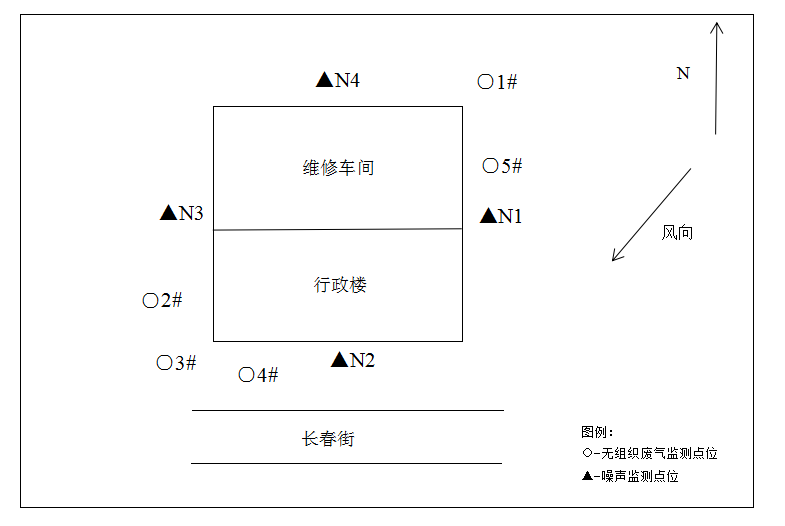 ▲N4
○1#
N
维修车间
○5#
▲N3
▲N1
风向
行政楼
○2#
▲N2
○3#
○4#
长春街
图例：
○-无组织废气监测点位
▲-噪声监测点位